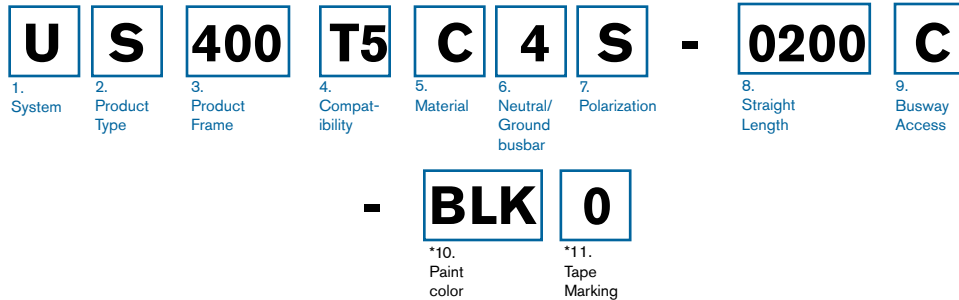 U S 400 T5 C 4 S - 0200 C
1. System
2. Product Type
3. Product Frame
4. Compat-ibility
5. Material
6. Neutral/ Ground busbar
7. Polarization
8. Straight Length
9. Busway Access
- BLK 0
*10. Paint color
*11. Tape Marking